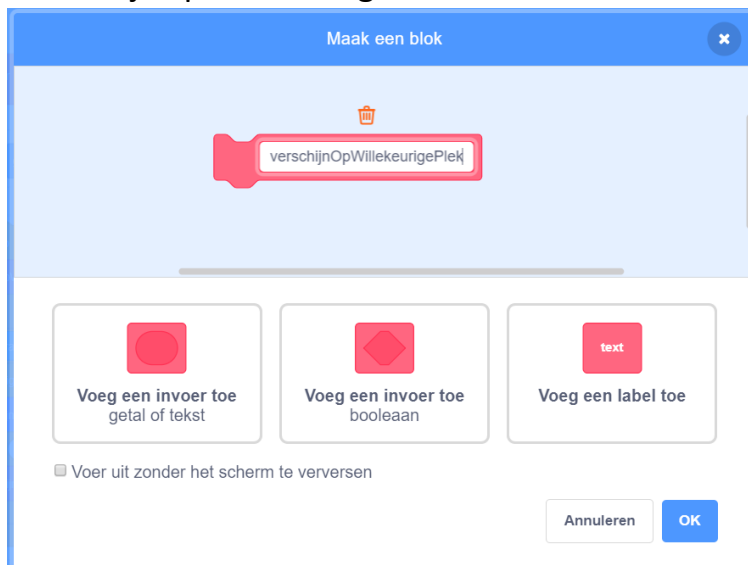 Maak een blok
verschijnOpWillekeurigePlek
text
Voeg een invoer toe
getal of tekst
Voeg een invoer toe
booleaan
Voeg een label toe
Voer uit zonder het scherm te verversen
Annuleren
OK